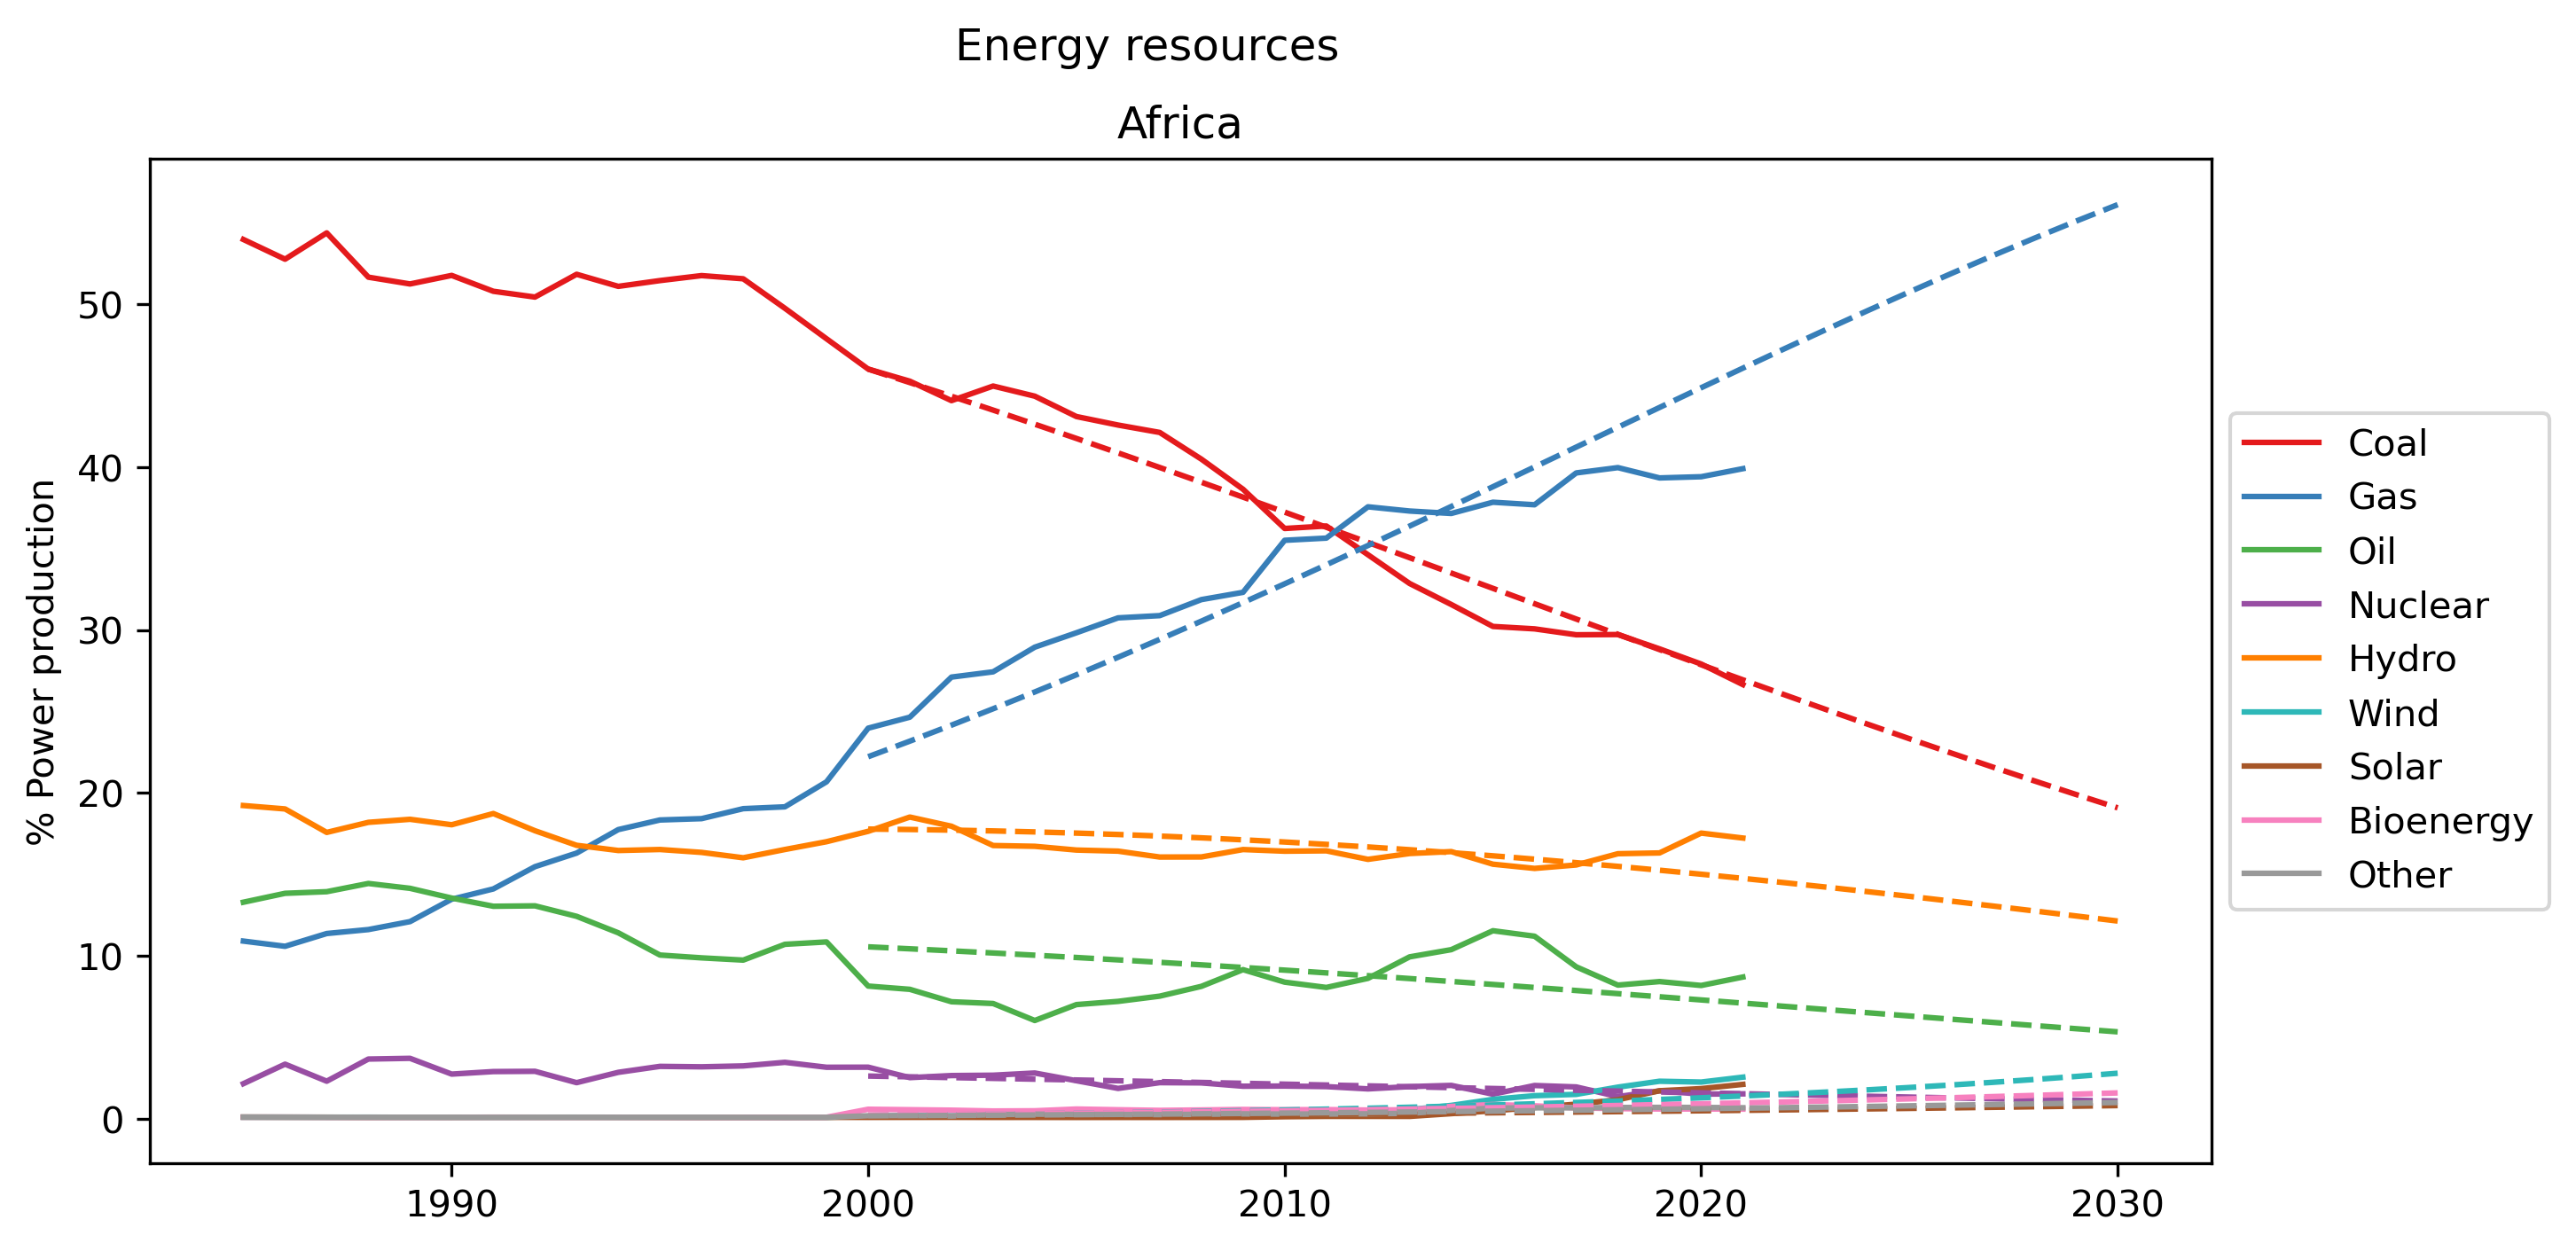 Energy resources
Africa
% Power production
50
40
30
20
10
0
1990 2000 2010 2020 2030
Coal
Gas
Oil
Nuclear
Hydro
Wind
Solar
Bioenergy
Other